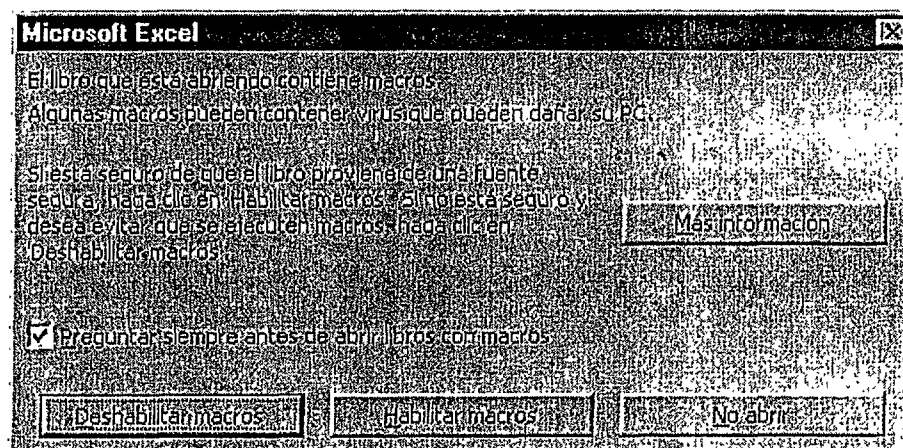 Microsoft Excel
El libro que está abriendo contiene macros.
Algunas macros pueden contener virus que pueden dañar su PC.
Si está seguro de que el libro proviene de una fuente
segura, haga clic en 'Habilitar macros'. Si no está seguro y
desea evitar que se ejecuten macros, haga clic en
'Deshabilitar macros'.
Más información
Preguntar siempre antes de abrir libros con macros
Deshabilitar macros
Habilitar macros
No abrir